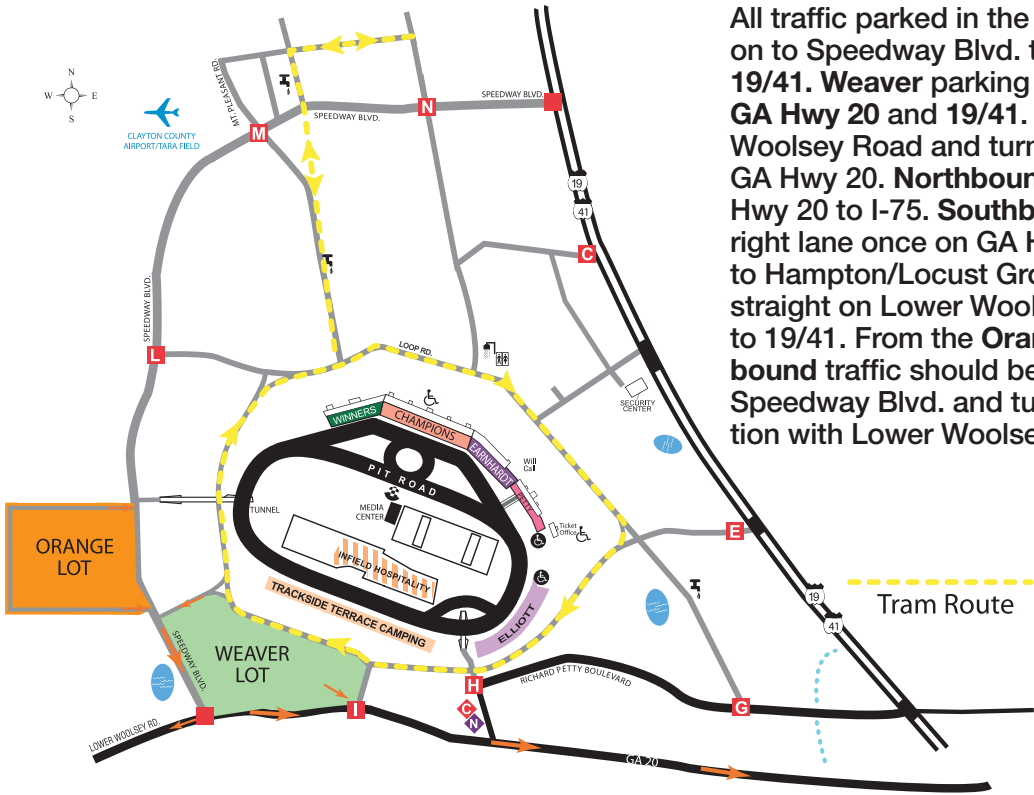 All traffic parked in the
on to Speedway Blvd. t
19/41. Weaver parking
GA Hwy 20 and 19/41.
Woolsey Road and turn
GA Hwy 20. Northboun
Hwy 20 to I-75. Southb
right lane once on GA H
to Hampton/Locust Gro
straight on Lower Wool
to 19/41. From the Oran
bound traffic should be
Speedway Blvd. and tu
tion with Lower Woolse
N
W
E
S
CLAYTON COUNTY
AIRPORT/TARA FIELD
MT. PLEASANT RD.
M
SPEEDWAY BLVD.
N
SPEEDWAY BLVD.
19
41
C
SPEEDWAY BLVD.
L
LOOP RD.
SECURITY
CENTER
WINNERS
CHAMPIONS
EARNHARDT
PETTY
Will
Call
Ticket
Office
PIT ROAD
MEDIA
CENTER
TUNNEL
INFIELD HOSPITALITY
TRACKSIDE TERRACE CAMPING
ELLIOTT
E
ORANGE
LOT
WEAVER
LOT
SPEEDWAY BLVD.
LOWER WOOLSEY RD.
I
H
C
N
RICHARD PETTY BOULEVARD
G
GA 20
19
41
Tram Route